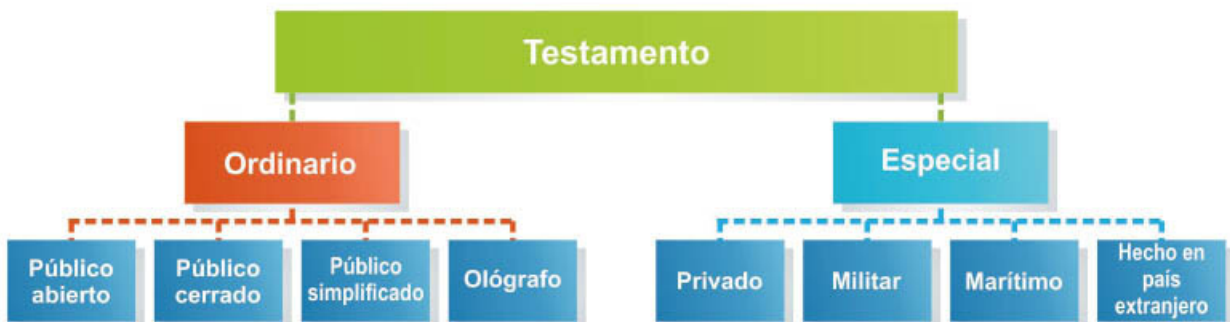 Testamento
Ordinario
Especial
Público
abierto
Público
cerrado
Público
simplificado
Ológrafo
Privado
Militar
Marítimo
Hecho en
país
extranjero